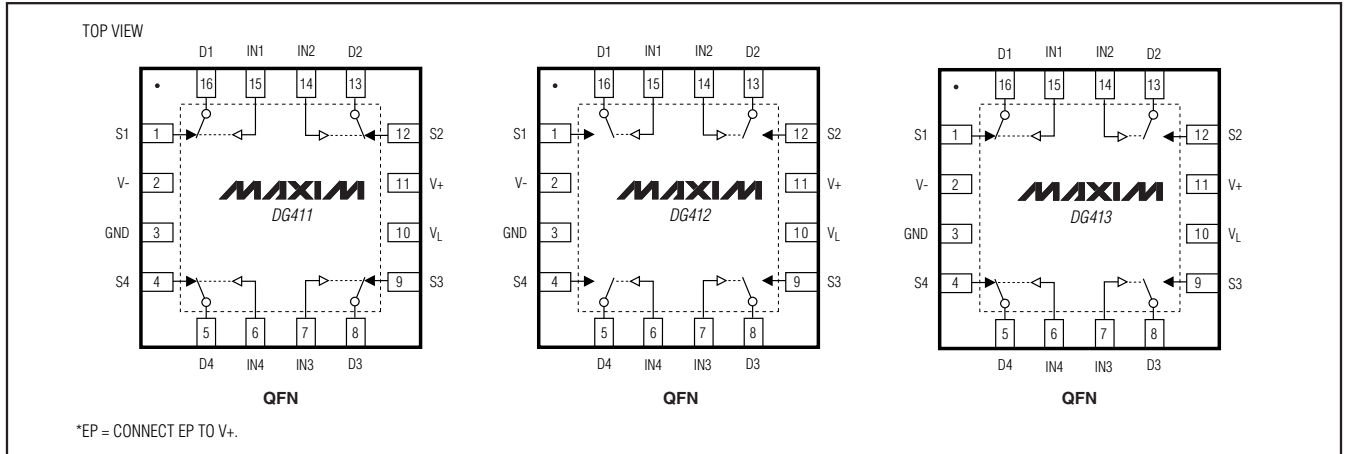 TOP VIEW
D1 IN1 IN2 D2
16 15 14 13
S1 1 12 S2
V- 2 11 V+
MAXIM
DG411
GND 3 10 VL
S4 4 9 S3
5 6 7 8
D4 IN4 IN3 D3
QFN
D1 IN1 IN2 D2
16 15 14 13
S1 1 12 S2
V- 2 11 V+
MAXIM
DG412
GND 3 10 VL
S4 4 9 S3
5 6 7 8
D4 IN4 IN3 D3
QFN
D1 IN1 IN2 D2
16 15 14 13
S1 1 12 S2
V- 2 11 V+
MAXIM
DG413
GND 3 10 VL
S4 4 9 S3
5 6 7 8
D4 IN4 IN3 D3
QFN
*EP = CONNECT EP TO V+.